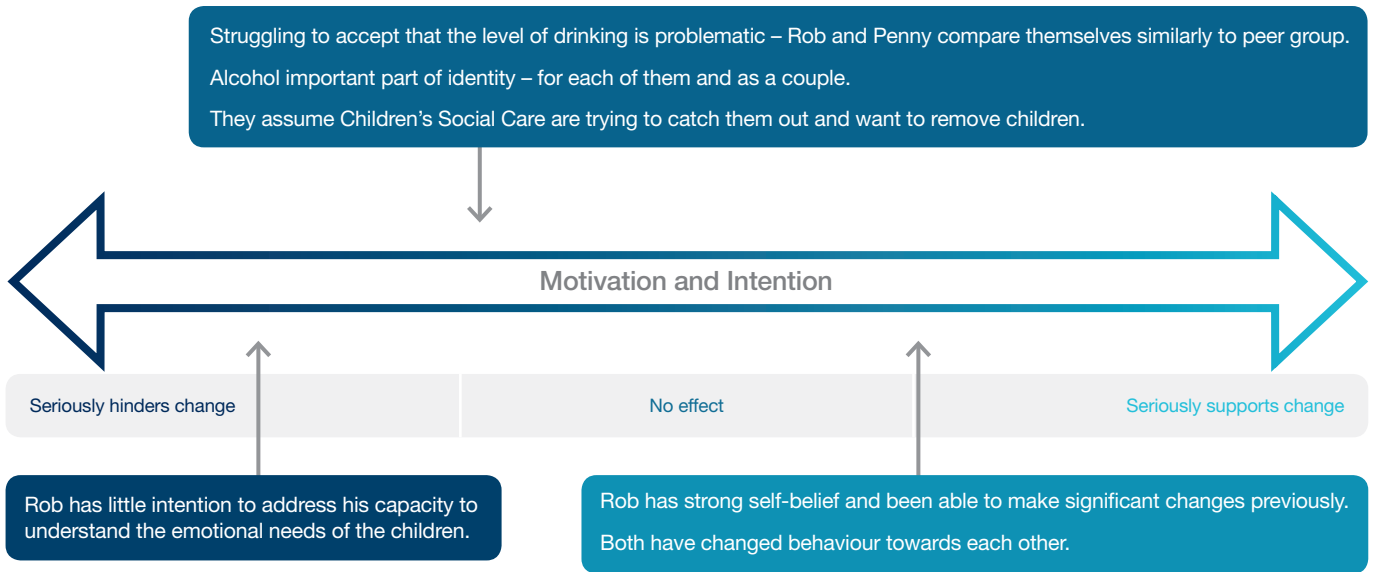 Struggling to accept that the level of drinking is problematic – Rob and Penny compare themselves similarly to peer group.
Alcohol important part of identity – for each of them and as a couple.
They assume Children’s Social Care are trying to catch them out and want to remove children.
Motivation and Intention
Seriously hinders change
No effect
Seriously supports change
Rob has little intention to address his capacity to
understand the emotional needs of the children.
Rob has strong self-belief and been able to make significant changes previously.
Both have changed behaviour towards each other.